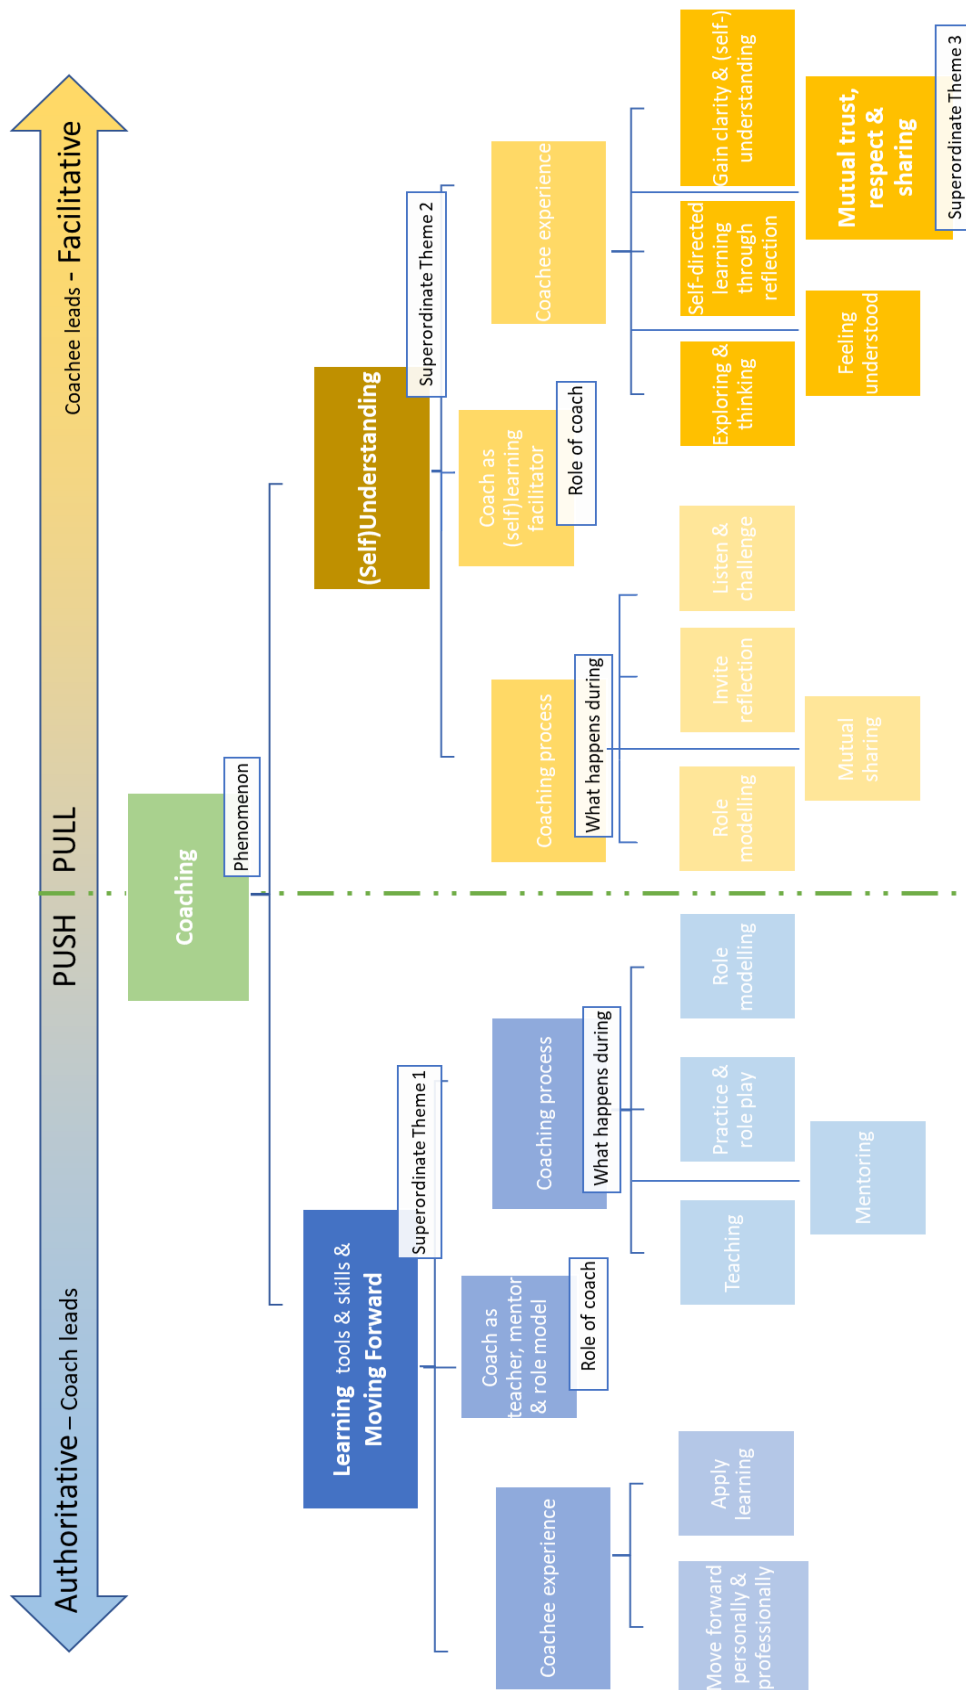 Authoritative – Coach leads
PUSH
PULL
Coachee leads - Facilitative
Coaching
Phenomenon
Learning tools & skills &
Moving Forward
Superordinate Theme 1
(Self)Understanding
Superordinate Theme 2
Coachee experience
Coach as
teacher, mentor
& role model
Role of coach
Coaching process
What happens during
Coaching process
What happens during
Coach as
(self)learning
facilitator
Role of coach
Coachee experience
Move forward
personally &
professionally
Apply
learning
Teaching
Practice &
role play
Role
modelling
Mentoring
Role
modelling
Invite
reflection
Listen &
challenge
Mutual
sharing
Exploring &
thinking
Self-directed
learning
through
reflection
Gain clarity & (self-)
understanding
Feeling
understood
Mutual trust,
respect &
sharing
Superordinate Theme 3